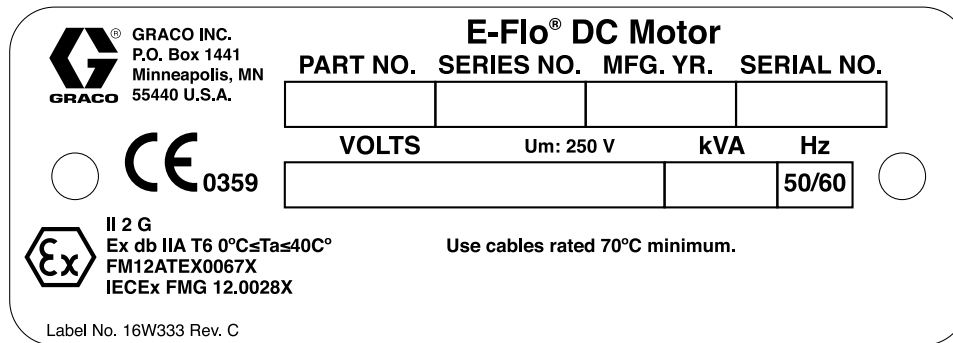 GRACO
®
GRACO INC.
P.O. Box 1441
Minneapolis, MN
55440 U.S.A.
E-Flo® DC Motor
PART NO. SERIES NO. MFG. YR. SERIAL NO.
VOLTS Um: 250 V kVA Hz
50/60
CE 0359
Ex
II 2 G
Ex db IIA T6 0°C≤Ta≤40C°
FM12ATEX0067X
IECEx FMG 12.0028X
Use cables rated 70°C minimum.
Label No. 16W333 Rev. C